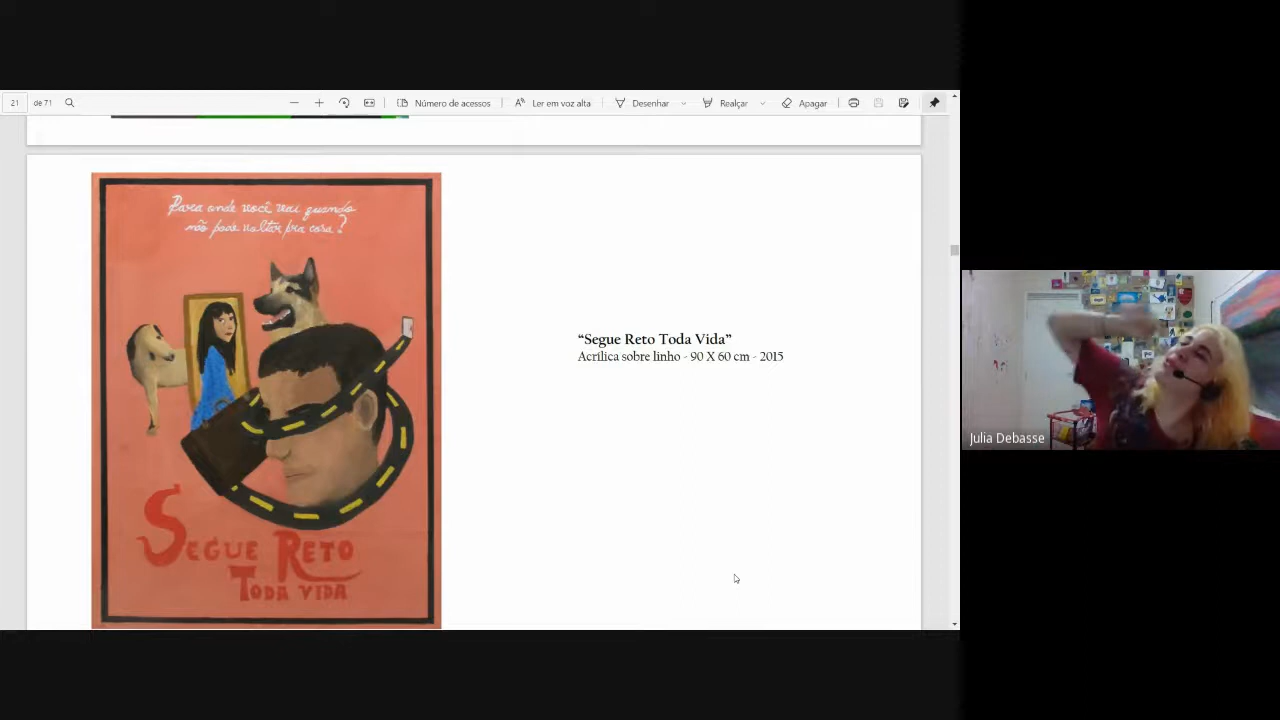 21 de 71
Número de acessos
Ler em voz alta
Desenhar
Realçar
Apagar
Para onde você vai quando
não pode voltar pra casa?
SEGUE RETO
TODA VIDA
“Segue Reto Toda Vida”
Acrílica sobre linho - 90 X 60 cm - 2015
Julia Debasse